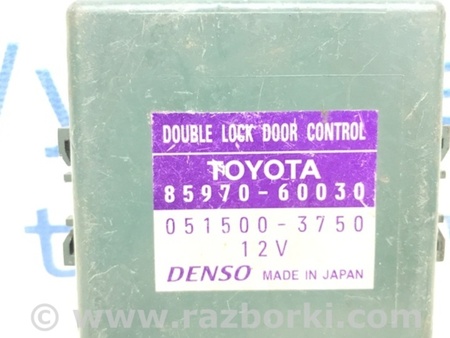 DOUBLE LOCK DOOR CONTROL
TOYOTA
85970-60030
051500-3750
12V
DENSO MADE IN JAPAN
www.razborki.com